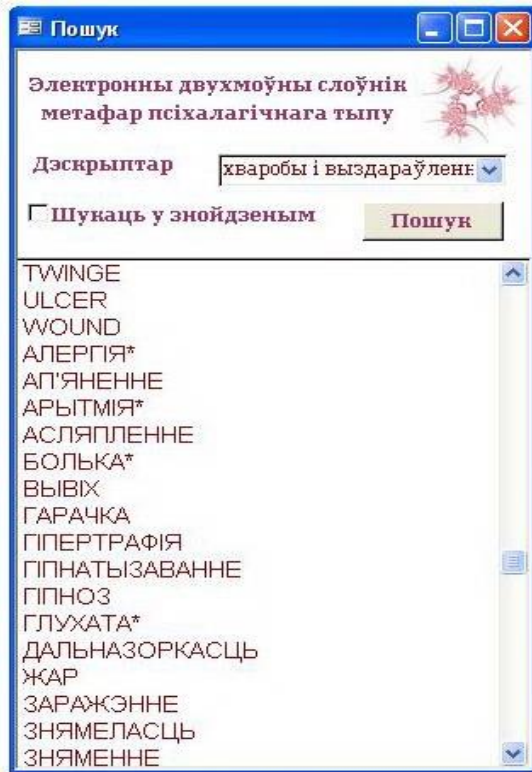 Пошук
Электронны двухмоўны слоўнік
метафар псіхалагічнага тыпу
Дэскрыптар
хваробы і выздараўленн
Шукаць у знойдзеным
Пошук
TWINGE
ULCER
WOUND
АЛЕРГІЯ*
АП'ЯНЕННЕ
АРЫТМІЯ*
АСЛЯПЛЕННЕ
БОЛЬКА*
ВЫВІХ
ГАРАЧКА
ГІПЕРТРАФІЯ
ГІПНАТЫЗАВАННЕ
ГІПНОЗ
ГЛУХАТА*
ДАЛЬНАЗОРКАСЦЬ
ЖАР
ЗАРАЖЭННЕ
ЗНЯМЕЛАСЦЬ
ЗНЯМЕННЕ